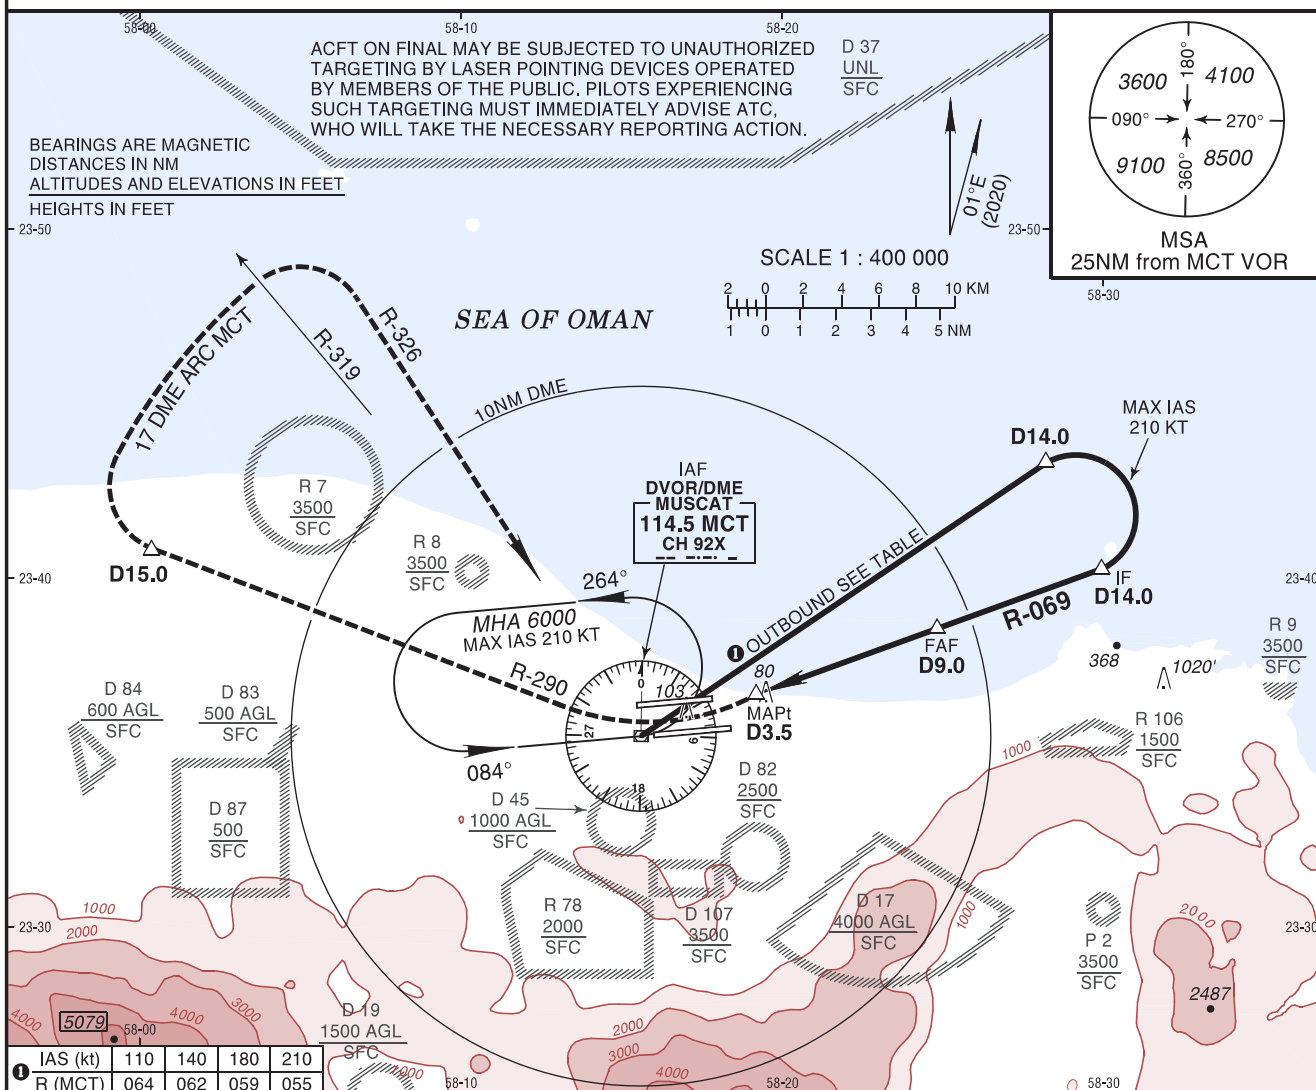 58-00
58-10
58-20
ACFT ON FINAL MAY BE SUBJECTED TO UNAUTHORIZED
TARGETING BY LASER POINTING DEVICES OPERATED
BY MEMBERS OF THE PUBLIC. PILOTS EXPERIENCING
SUCH TARGETING MUST IMMEDIATELY ADVISE ATC,
WHO WILL TAKE THE NECESSARY REPORTING ACTION.
D 37
UNL
SFC
3600
180°
4100
090°
270°
9100
360°
8500
MSA
25NM from MCT VOR
BEARINGS ARE MAGNETIC
DISTANCES IN NM
ALTITUDES AND ELEVATIONS IN FEET
HEIGHTS IN FEET
01°E
(2020)
23-50
23-50
58-30
SCALE 1 : 400 000
2 0 2 4 6 8 10 KM
1 0 1 2 3 4 5 NM
SEA OF OMAN
17 DME ARC MCT
R-319
R-326
10NM DME
MAX IAS
210 KT
D14.0
IAF
DVOR/DME
MUSCAT
114.5 MCT
CH 92X
R 7
3500
SFC
R 8
3500
SFC
D15.0
23-40
23-40
264°
MHA 6000
MAX IAS 210 KT
R-290
084°
1 OUTBOUND SEE TABLE
IF
D14.0
R-069
FAF
D9.0
368
1020'
R 9
3500
SFC
80
103
MAPt
D3.5
0
9
18
27
D 84
600 AGL
SFC
D 83
500 AGL
SFC
R 106
1500
SFC
1000
D 87
500
SFC
D 45
1000 AGL
SFC
D 82
2500
SFC
R 78
2000
SFC
D 107
3500
SFC
D 17
4000 AGL
SFC
1000
P 2
3500
SFC
2000
2487
23-30
23-30
1000
2000
3000
4000
4000
5079
58-00
D 19
1500 AGL
SFC
1000
2000
3000
4000
58-10
58-20
58-30
1 IAS (kt) 110 140 180 210
R (MCT) 064 062 059 055